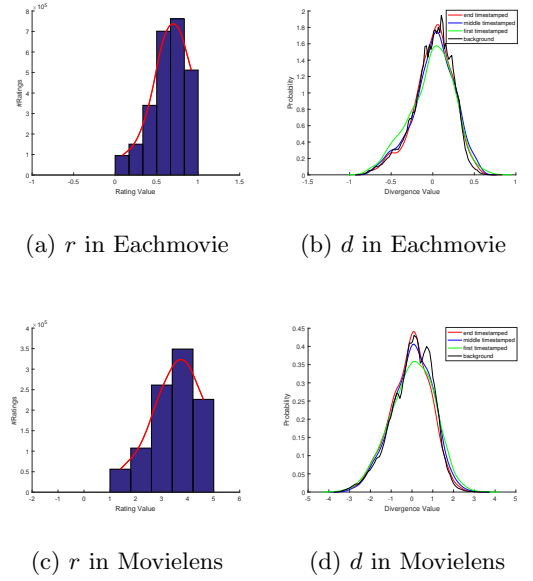 ×10⁵
8
7
6
5
4
3
2
1
0
#Ratings
-1 -0.5 0 0.5 1 1.5
Rating Value
2
1.8
1.6
1.4
1.2
1
0.8
0.6
0.4
0.2
0
Probability
end timestamped
middle timestamped
first timestamped
background
-1.5 -1 -0.5 0 0.5 1
Divergence Value
(a) r in Eachmovie
(b) d in Eachmovie
×10⁵
4
3.5
3
2.5
2
1.5
1
0.5
0
#Ratings
-2 -1 0 1 2 3 4 5 6
Rating Value
0.45
0.4
0.35
0.3
0.25
0.2
0.15
0.1
0.05
0
Probability
end timestamped
middle timestamped
first timestamped
background
-5 -4 -3 -2 -1 0 1 2 3 4 5
Divergence Value
(c) r in Movielens
(d) d in Movielens